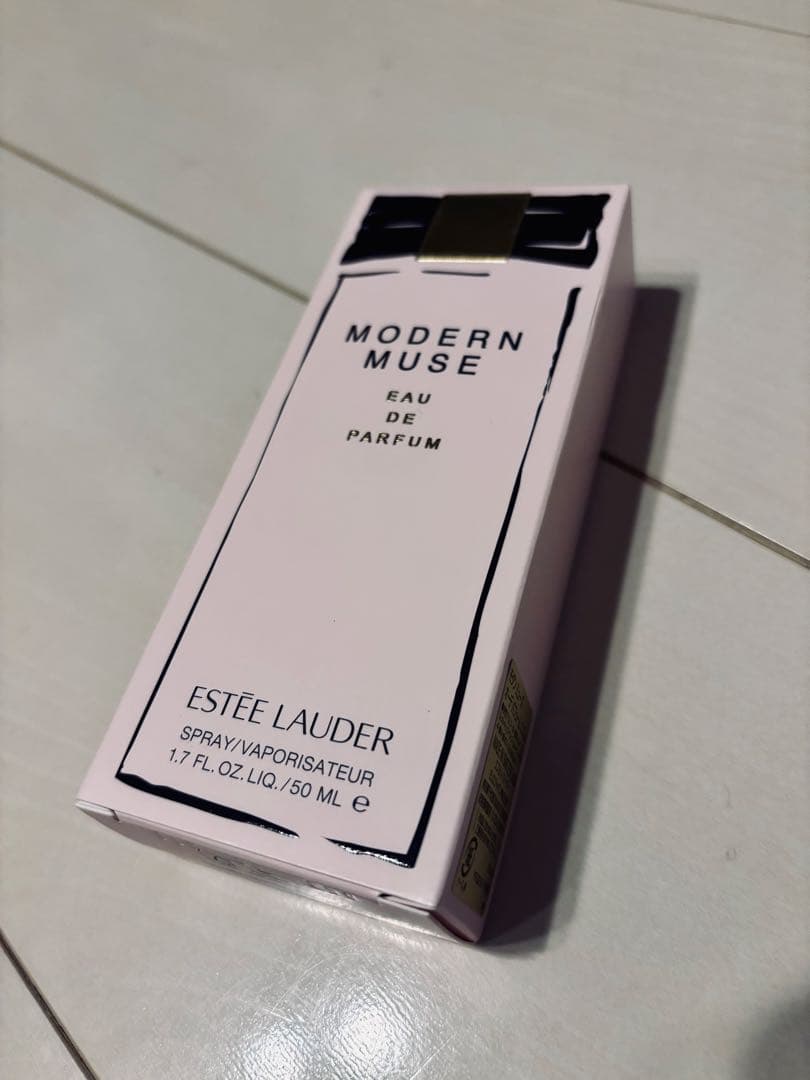 MODERN
MUSE
EAU
DE
PARFUM
ESTĒE LAUDER
SPRAY/VAPORISATEUR
1.7 FL. OZ. LIQ./50 ML ℮